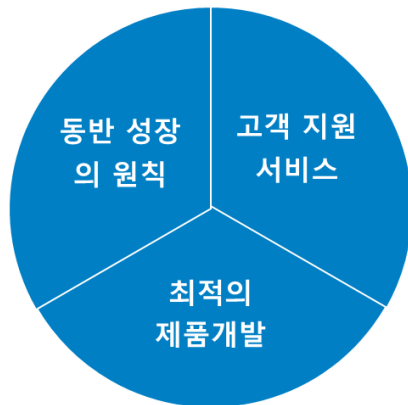 동반 성장
의 원칙
고객 지원
서비스
최적의
제품개발